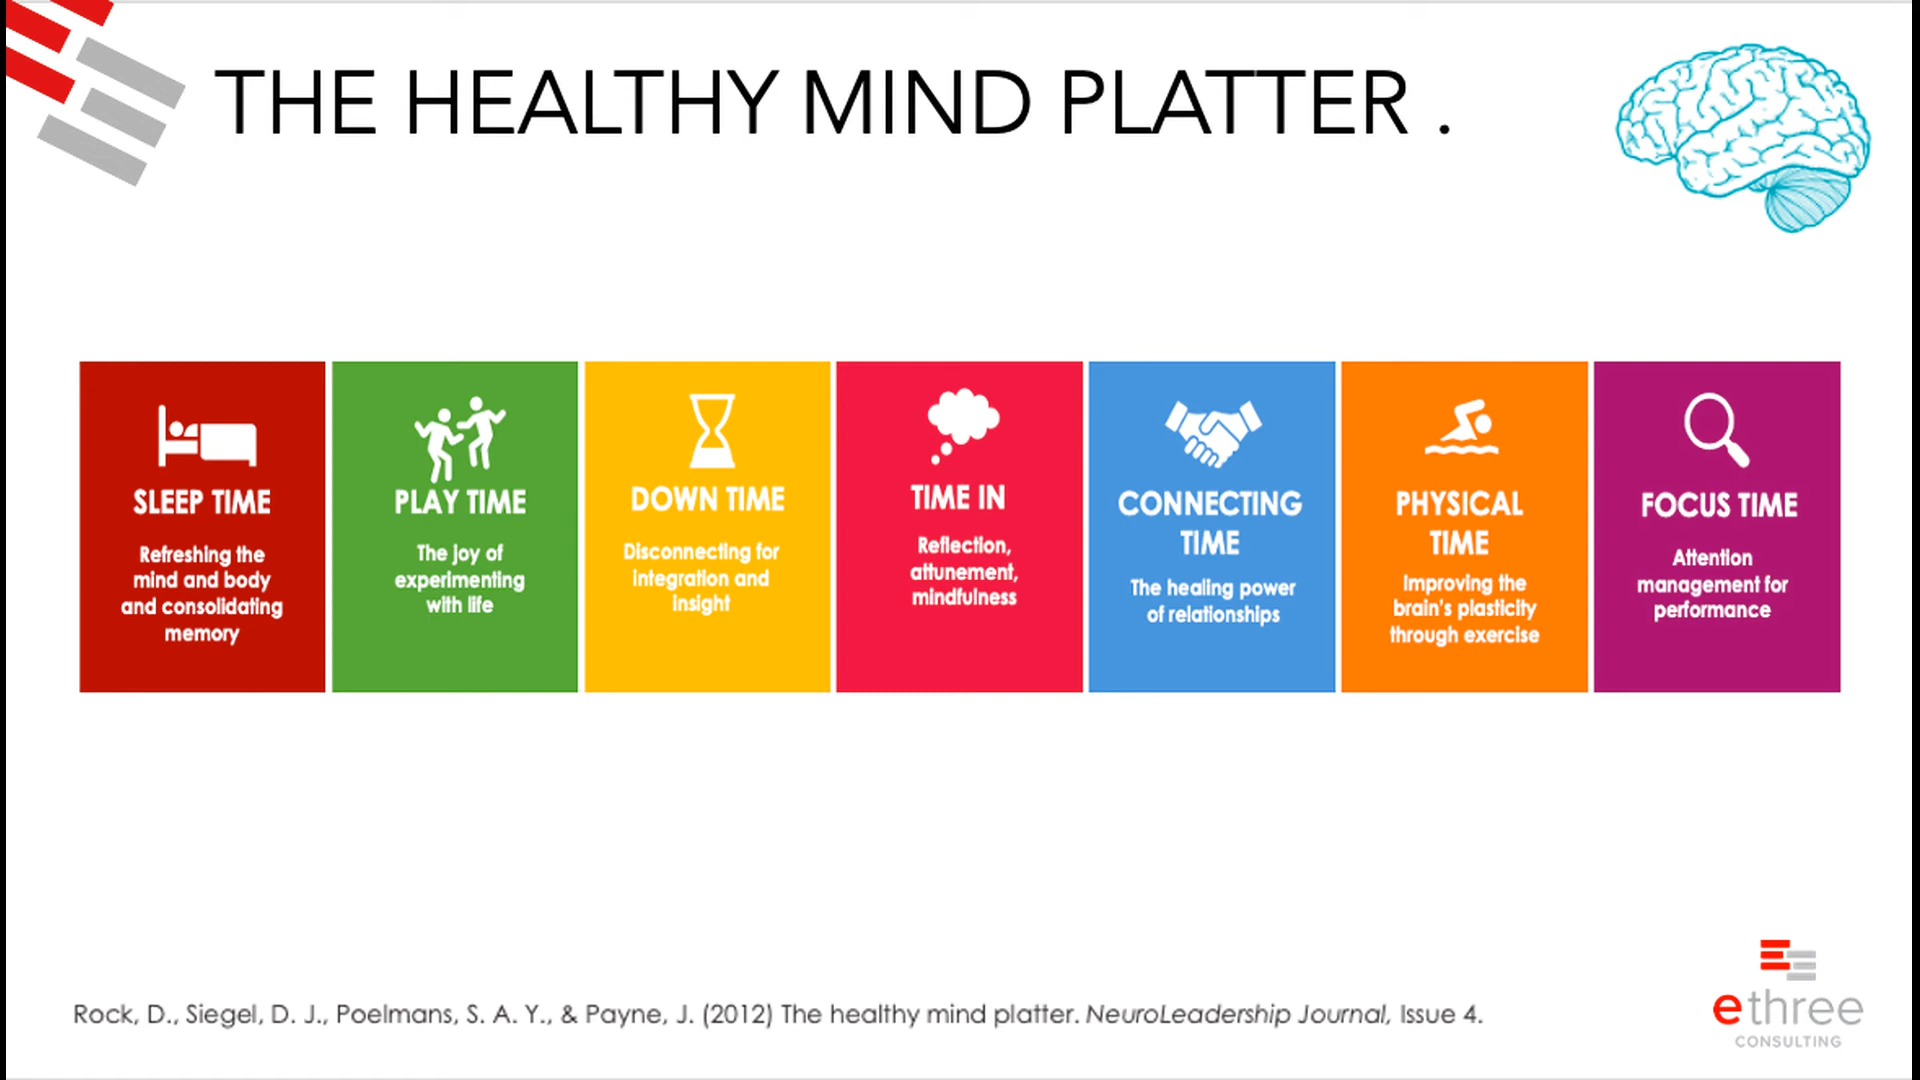 THE HEALTHY MIND PLATTER .
SLEEP TIME
Refreshing the
mind and body
and consolidating
memory
PLAY TIME
The joy of
experimenting
with life
DOWN TIME
Disconnecting for
integration and
insight
TIME IN
Reflection,
attunement,
mindfulness
CONNECTING
TIME
The healing power
of relationships
PHYSICAL
TIME
Improving the
brain's plasticity
through exercise
FOCUS TIME
Attention
management for
performance
Rock, D., Siegel, D. J., Poelmans, S. A. Y., & Payne, J. (2012) The healthy mind platter. NeuroLeadership Journal, Issue 4.
ethree
CONSULTING